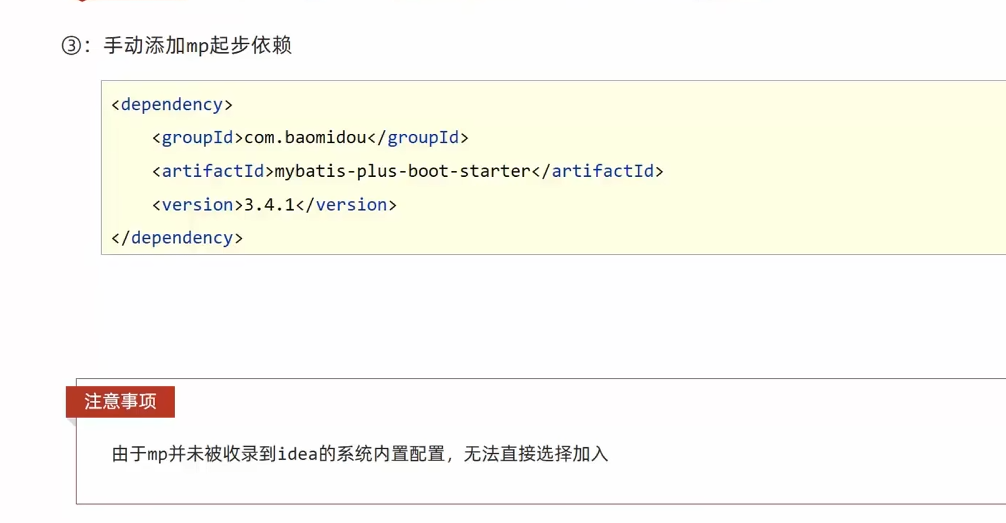 ③：手动添加mp起步依赖
<dependency>
    <groupId>com.baomidou</groupId>
    <artifactId>mybatis-plus-boot-starter</artifactId>
    <version>3.4.1</version>
</dependency>
注意事项
由于mp并未被收录到idea的系统内置配置，无法直接选择加入